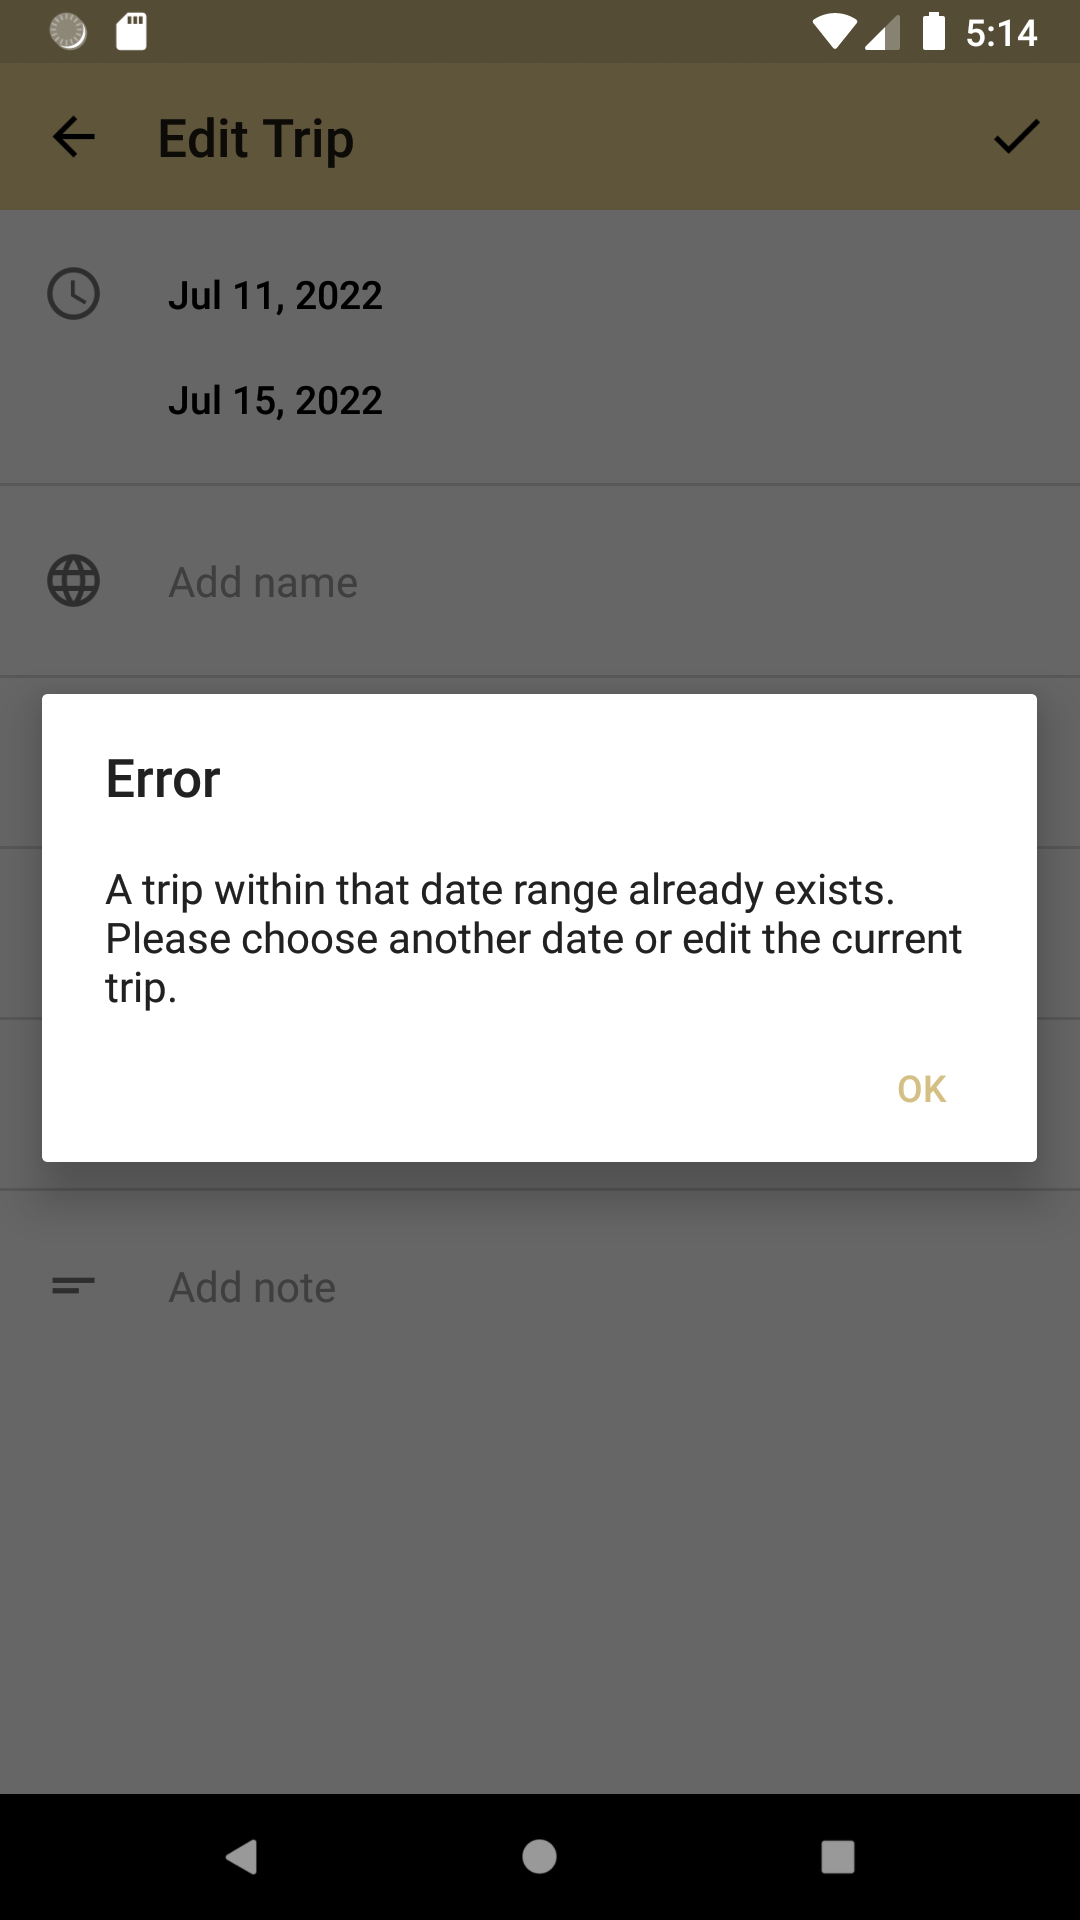 5:14
Edit Trip
Jul 11, 2022
Jul 15, 2022
Add name
Error
A trip within that date range already exists.
Please choose another date or edit the current
trip.
OK
Add note